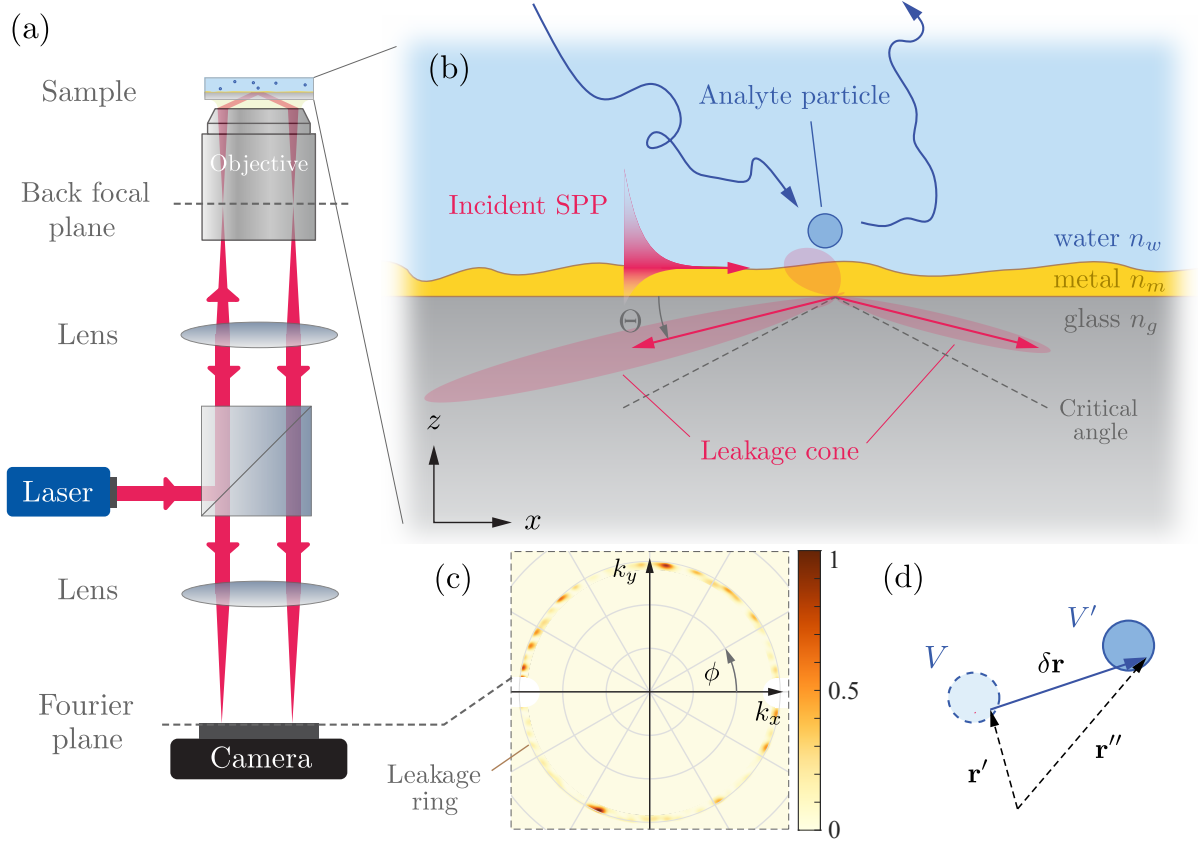 (a)
Sample
Objective
Back focal
plane
Lens
Laser
Lens
Fourier
plane
Camera
(b)
Analyte particle
Incident SPP
water n_w
metal n_m
glass n_g
Θ
Critical
angle
Leakage cone
z
x
(c)
k_y
ϕ
k_x
Leakage
ring
1
0.5
0
(d)
V′
V
δr
r′
r″